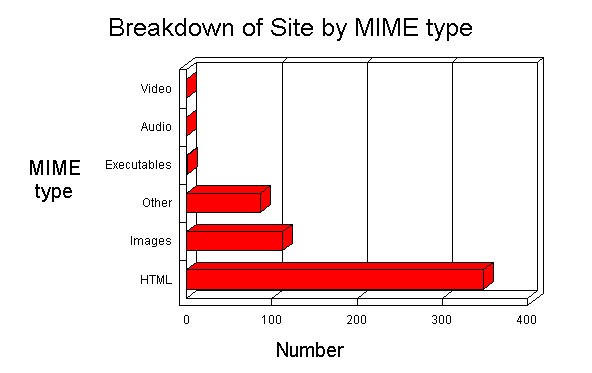 Breakdown of Site by MIME type
Video
Audio
MIME
type
Executables
Other
Images
HTML
0 100 200 300 400
Number